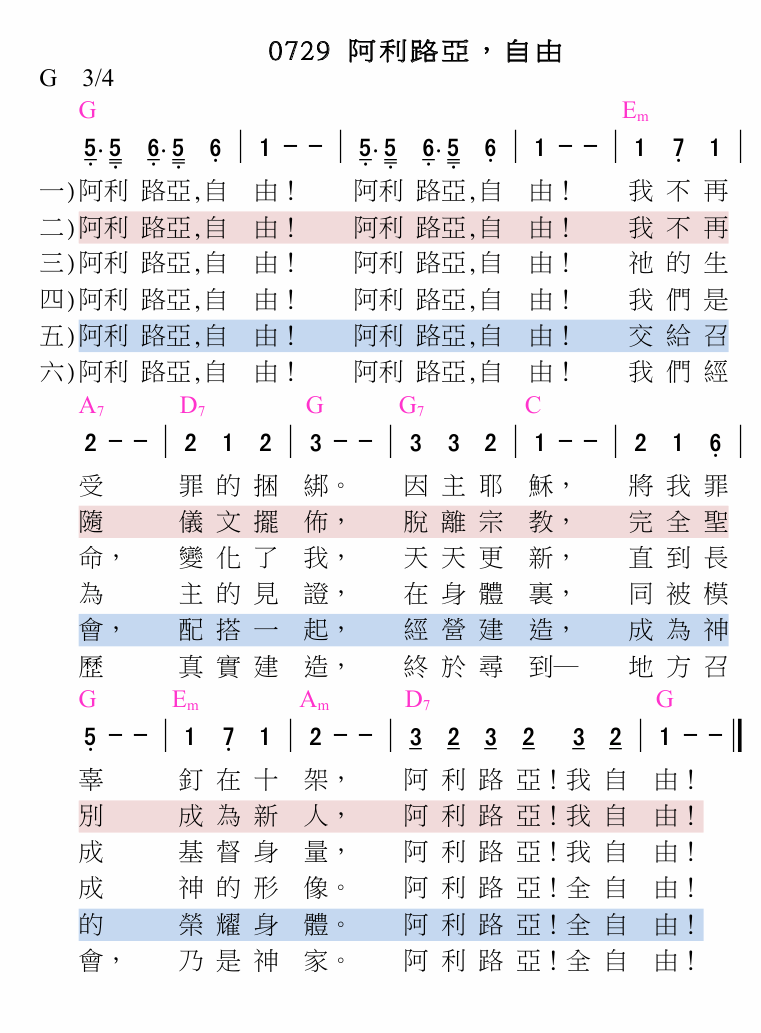 0729 阿利路亞，自由
G 3/4
G Em
5·5 6·5 6 | 1 - - | 5·5 6·5 6 | 1 - - | 1 7 1 |
一)阿利 路亞,自 由！ 阿利 路亞,自 由！ 我 不 再
二)阿利 路亞,自 由！ 阿利 路亞,自 由！ 我 不 再
三)阿利 路亞,自 由！ 阿利 路亞,自 由！ 祂 的 生
四)阿利 路亞,自 由！ 阿利 路亞,自 由！ 我 們 是
五)阿利 路亞,自 由！ 阿利 路亞,自 由！ 交 給 召
六)阿利 路亞,自 由！ 阿利 路亞,自 由！ 我 們 經
A7 D7 G G7 C
2 - - | 2 1 2 | 3 - - | 3 3 2 | 1 - - | 2 1 6 |
受 罪 的 捆 綁。 因 主 耶 穌， 將 我 罪
隨 儀 文 擺 佈， 脫 離 宗 教， 完 全 聖
命， 變 化 了 我， 天 天 更 新， 直 到 長
為 主 的 見 證， 在 身 體 裏， 同 被 模
會， 配 搭 一 起， 經 營 建 造， 成 為 神
歷 真 實 建 造， 終 於 尋 到─ 地 方 召
G Em Am D7 G
5 - - | 1 7 1 | 2 - - | 3 2 3 2 3 2 | 1 - - ‖
辜 釘 在 十 架， 阿 利 路 亞！我 自 由！
別 成 為 新 人， 阿 利 路 亞！我 自 由！
成 基 督 身 量， 阿 利 路 亞！我 自 由！
成 神 的 形 像。 阿 利 路 亞！全 自 由！
的 榮 耀 身 體。 阿 利 路 亞！全 自 由！
會， 乃 是 神 家。 阿 利 路 亞！全 自 由！